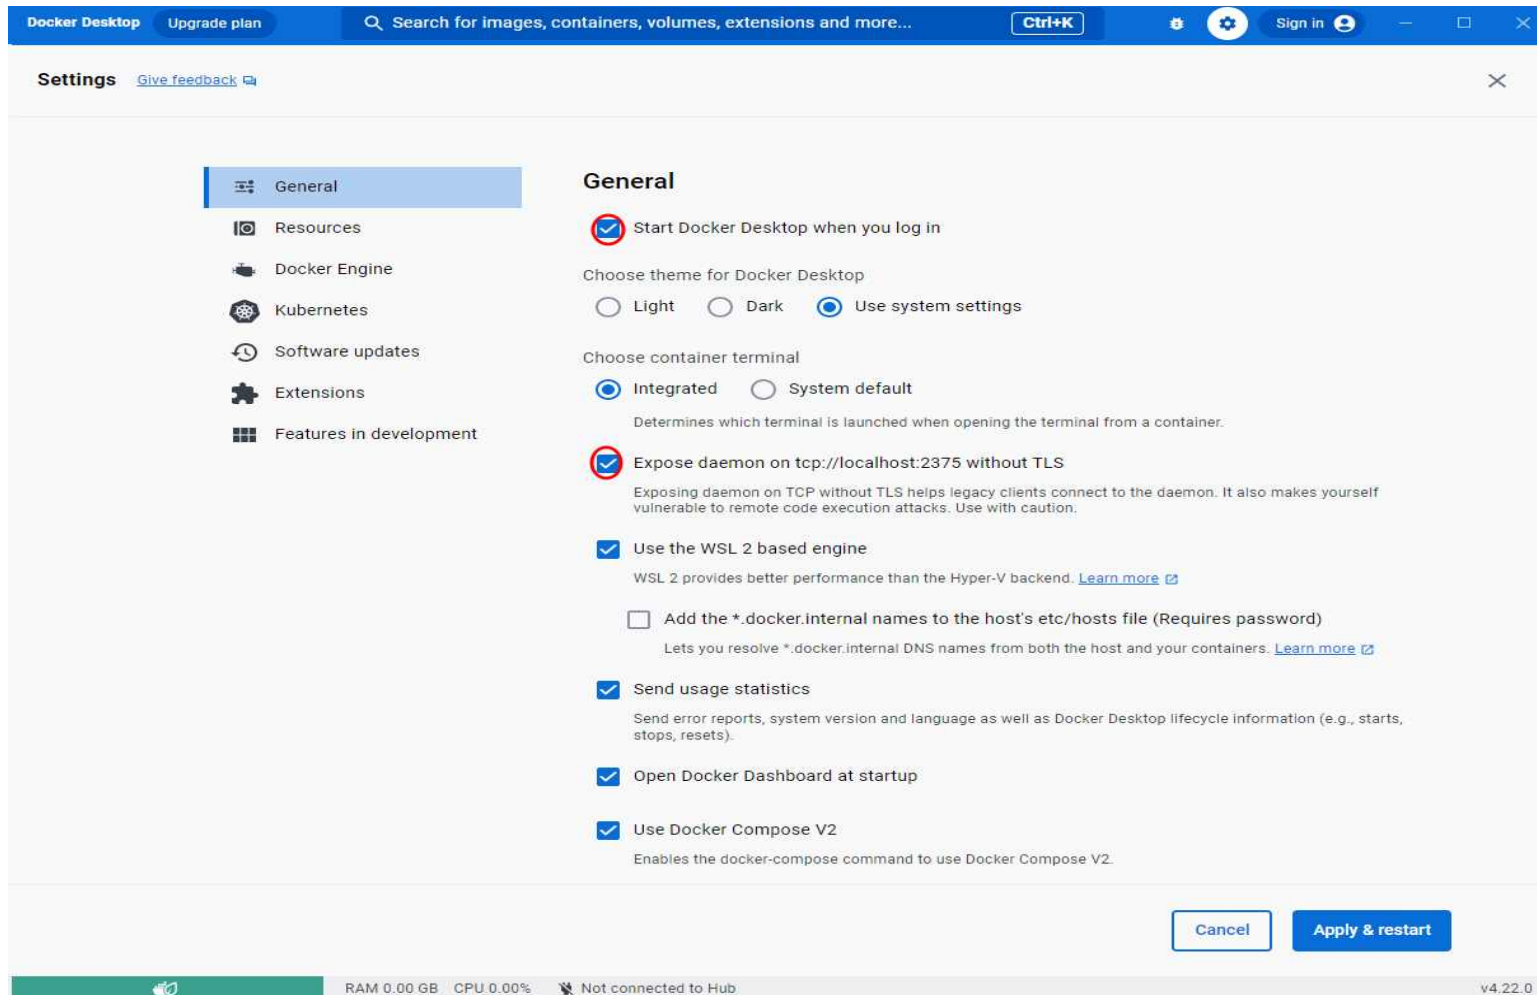 Docker Desktop Upgrade plan Search for images, containers, volumes, extensions and more... Ctrl+K Sign in
Settings Give feedback
General
Resources
Docker Engine
Kubernetes
Software updates
Extensions
Features in development
General
Start Docker Desktop when you log in
Choose theme for Docker Desktop
Light Dark Use system settings
Choose container terminal
Integrated System default
Determines which terminal is launched when opening the terminal from a container.
Expose daemon on tcp://localhost:2375 without TLS
Exposing daemon on TCP without TLS helps legacy clients connect to the daemon. It also makes yourself
vulnerable to remote code execution attacks. Use with caution.
Use the WSL 2 based engine
WSL 2 provides better performance than the Hyper-V backend. Learn more
Add the *.docker.internal names to the host's etc/hosts file (Requires password)
Lets you resolve *.docker.internal DNS names from both the host and your containers. Learn more
Send usage statistics
Send error reports, system version and language as well as Docker Desktop lifecycle information (e.g., starts,
stops, resets).
Open Docker Dashboard at startup
Use Docker Compose V2
Enables the docker-compose command to use Docker Compose V2.
Cancel Apply & restart
RAM 0.00 GB CPU 0.00% Not connected to Hub v4.22.0